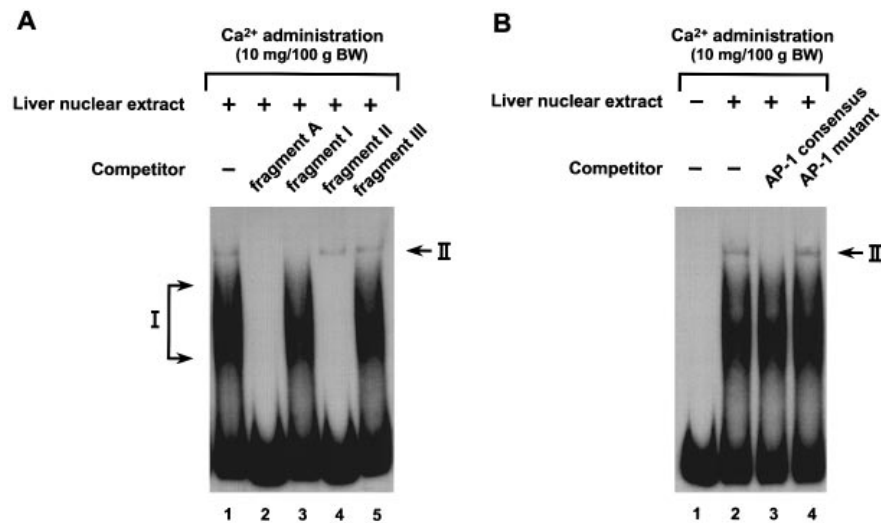 A
Ca²⁺ administration
(10 mg/100 g BW)
Liver nuclear extract + + + + +
Competitor – fragment A fragment I fragment II fragment III
II
I
1 2 3 4 5
B
Ca²⁺ administration
(10 mg/100 g BW)
Liver nuclear extract – + + +
Competitor – – AP-1 consensus AP-1 mutant
II
1 2 3 4